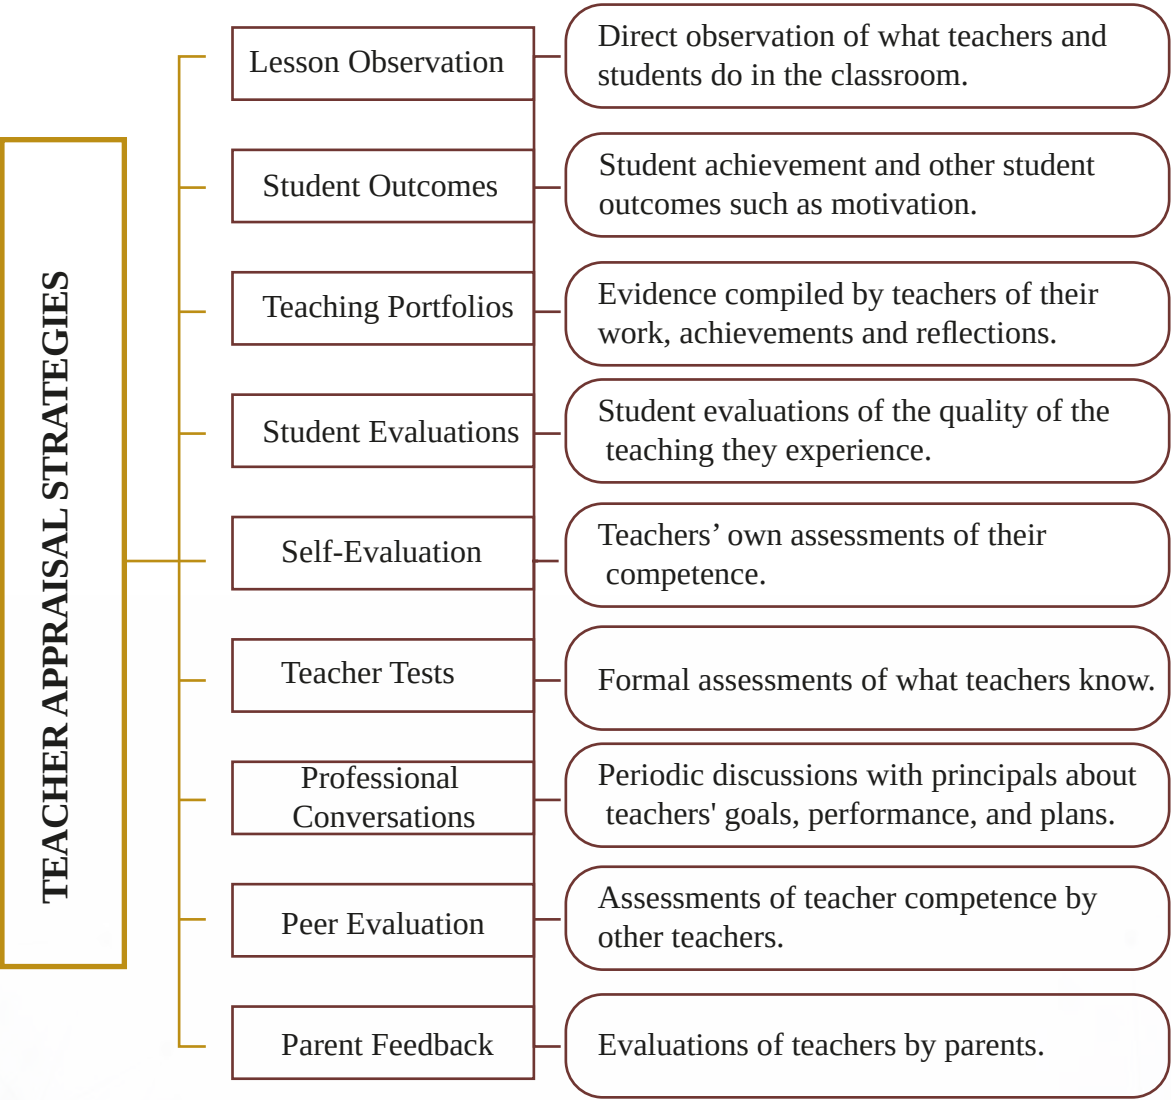 TEACHER APPRAISAL STRATEGIES
Lesson Observation
Direct observation of what teachers and
students do in the classroom.
Student Outcomes
Student achievement and other student
outcomes such as motivation.
Teaching Portfolios
Evidence compiled by teachers of their
work, achievements and reflections.
Student Evaluations
Student evaluations of the quality of the
teaching they experience.
Self-Evaluation
Teachers’ own assessments of their
competence.
Teacher Tests
Formal assessments of what teachers know.
Professional
Conversations
Periodic discussions with principals about
teachers' goals, performance, and plans.
Peer Evaluation
Assessments of teacher competence by
other teachers.
Parent Feedback
Evaluations of teachers by parents.